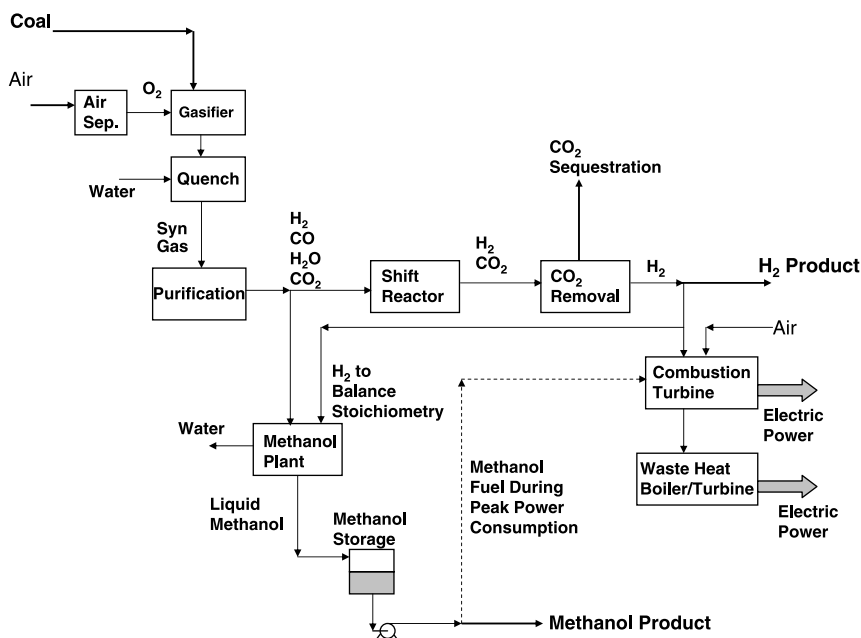 Coal
Air
Air
Sep.
O₂
Gasifier
Quench
Water
Syn
Gas
Purification
H₂
CO
H₂O
CO₂
Shift
Reactor
H₂
CO₂
CO₂
Removal
CO₂
Sequestration
H₂
H₂ Product
Air
Combustion
Turbine
Electric
Power
Waste Heat
Boiler/Turbine
Electric
Power
H₂ to
Balance
Stoichiometry
Water
Methanol
Plant
Liquid
Methanol
Methanol
Storage
Methanol
Fuel During
Peak Power
Consumption
Methanol Product